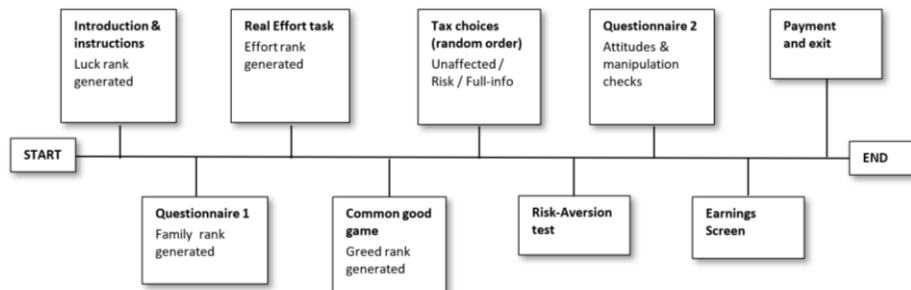 Introduction &
instructions
Luck rank
generated
Real Effort task
Effort rank
generated
Tax choices
(random order)
Unaffected /
Risk / Full-info
Questionnaire 2
Attitudes &
manipulation
checks
Payment
and exit
START
END
Questionnaire 1
Family rank
generated
Common good
game
Greed rank
generated
Risk-Aversion
test
Earnings
Screen